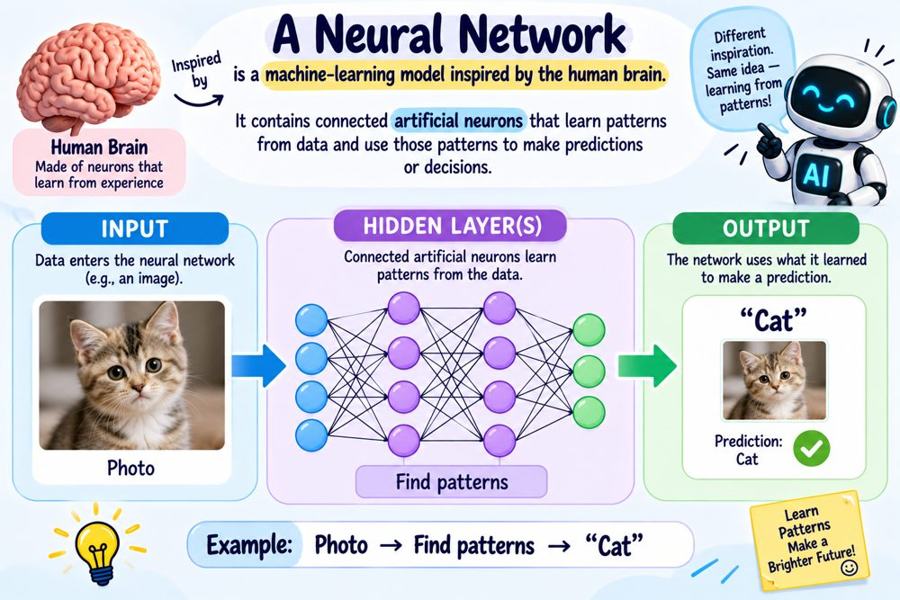 A Neural Network
is a machine-learning model inspired by the human brain.
It contains connected artificial neurons that learn patterns
from data and use those patterns to make predictions
or decisions.
Inspired
by
Human Brain
Made of neurons that
learn from experience
Different
inspiration.
Same idea —
learning from
patterns!
AI
INPUT
Data enters the neural network
(e.g., an image).
Photo
HIDDEN LAYER(S)
Connected artificial neurons learn
patterns from the data.
Find patterns
OUTPUT
The network uses what it learned
to make a prediction.
“Cat”
Prediction:
Cat
Example: Photo → Find patterns → “Cat”
Learn
Patterns
Make a
Brighter Future!